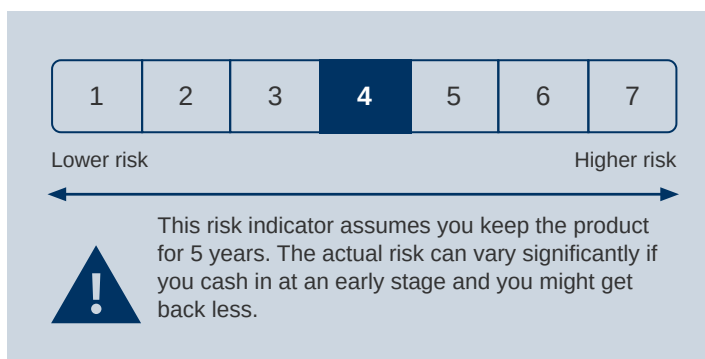 1 2 3 4 5 6 7
Lower risk Higher risk
This risk indicator assumes you keep the product
for 5 years. The actual risk can vary significantly if
you cash in at an early stage and you might get
back less.